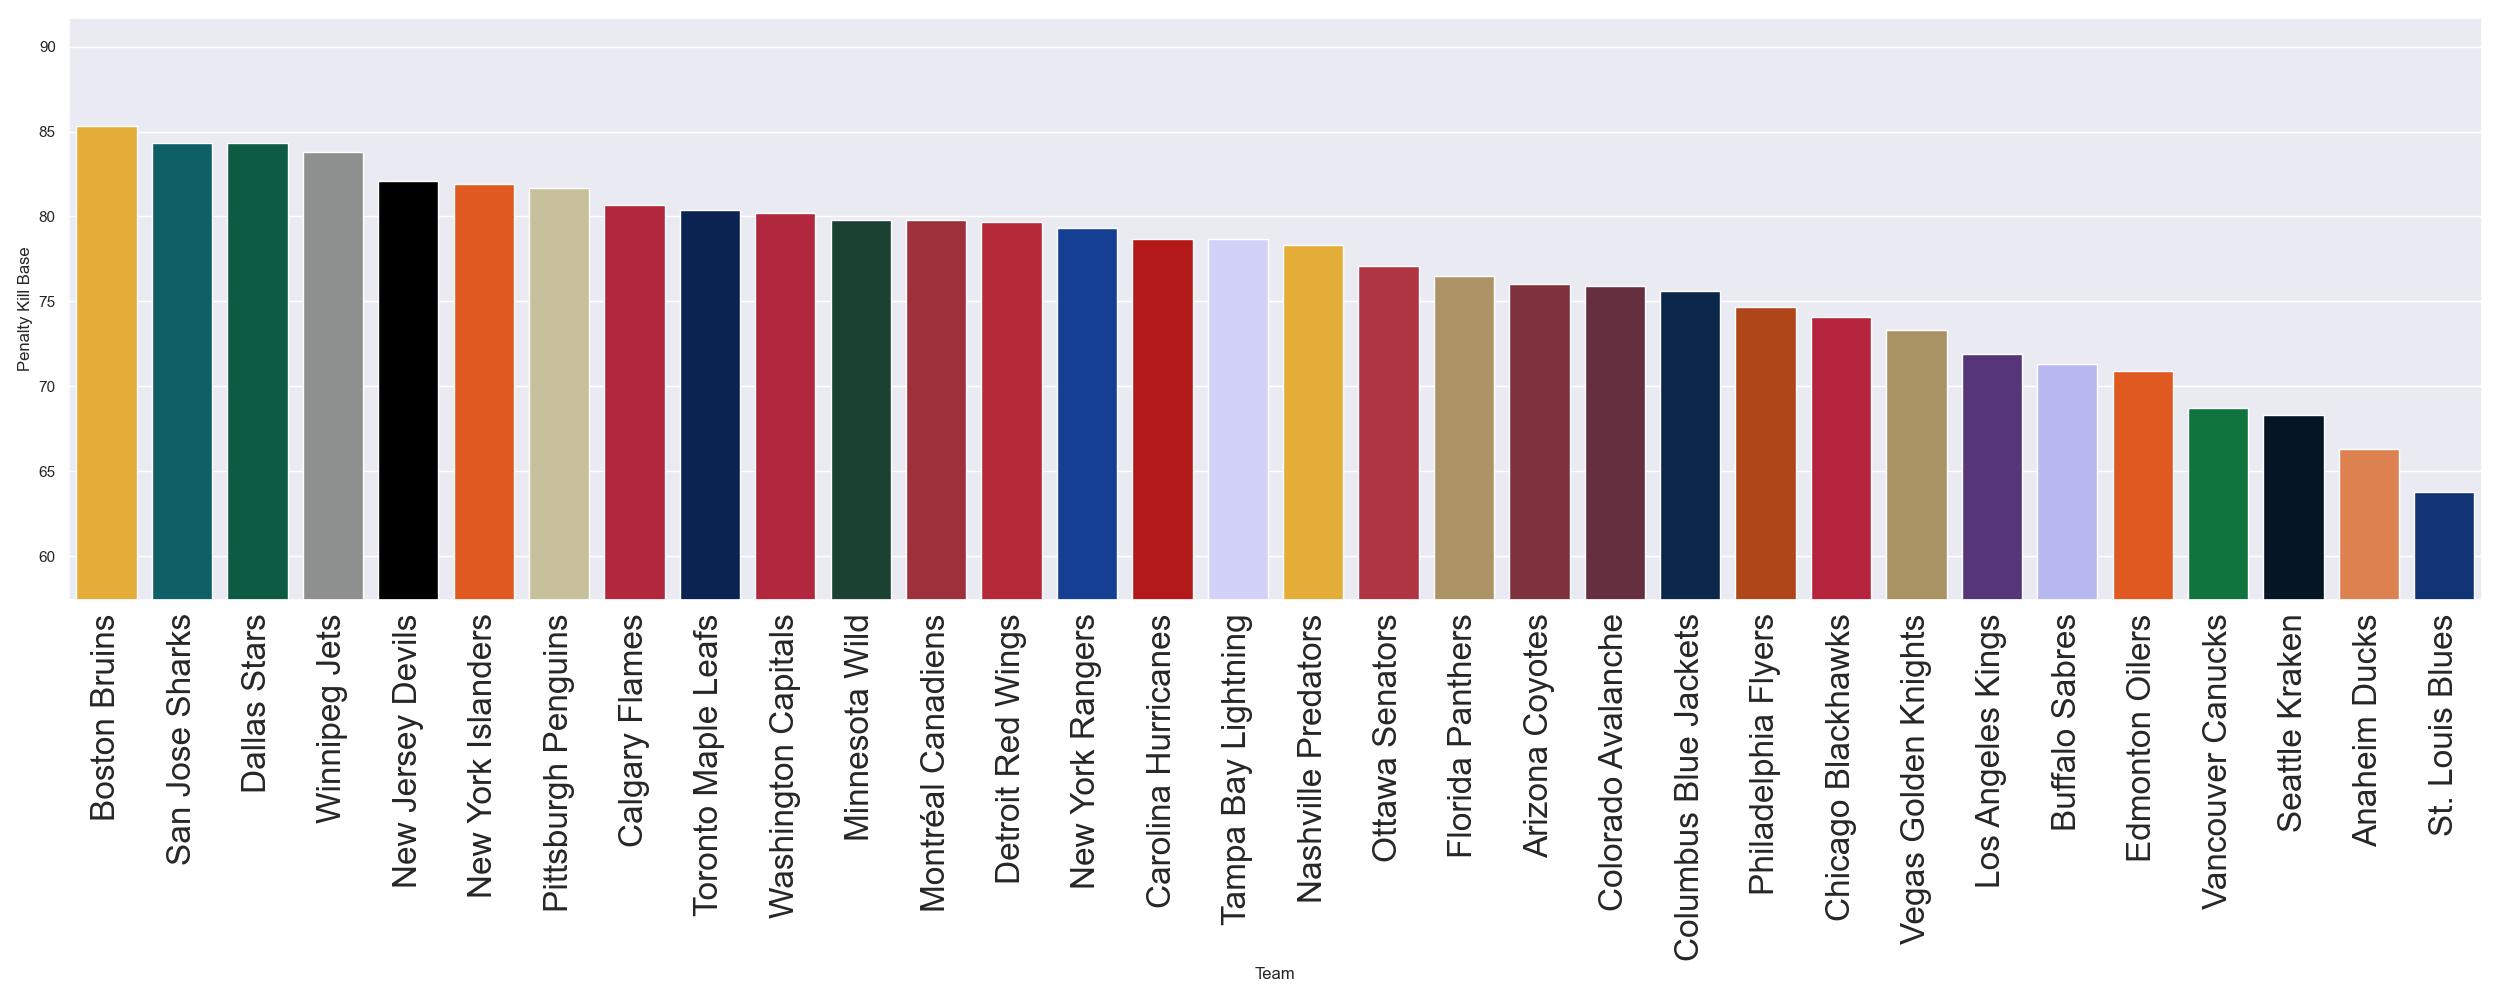 90
85
80
75
70
65
60
Penalty Kill Base
Boston Bruins
San Jose Sharks
Dallas Stars
Winnipeg Jets
New Jersey Devils
New York Islanders
Pittsburgh Penguins
Calgary Flames
Toronto Maple Leafs
Washington Capitals
Minnesota Wild
Montréal Canadiens
Detroit Red Wings
New York Rangers
Carolina Hurricanes
Tampa Bay Lightning
Nashville Predators
Ottawa Senators
Florida Panthers
Arizona Coyotes
Colorado Avalanche
Columbus Blue Jackets
Philadelphia Flyers
Chicago Blackhawks
Vegas Golden Knights
Los Angeles Kings
Buffalo Sabres
Edmonton Oilers
Vancouver Canucks
Seattle Kraken
Anaheim Ducks
St. Louis Blues
Team